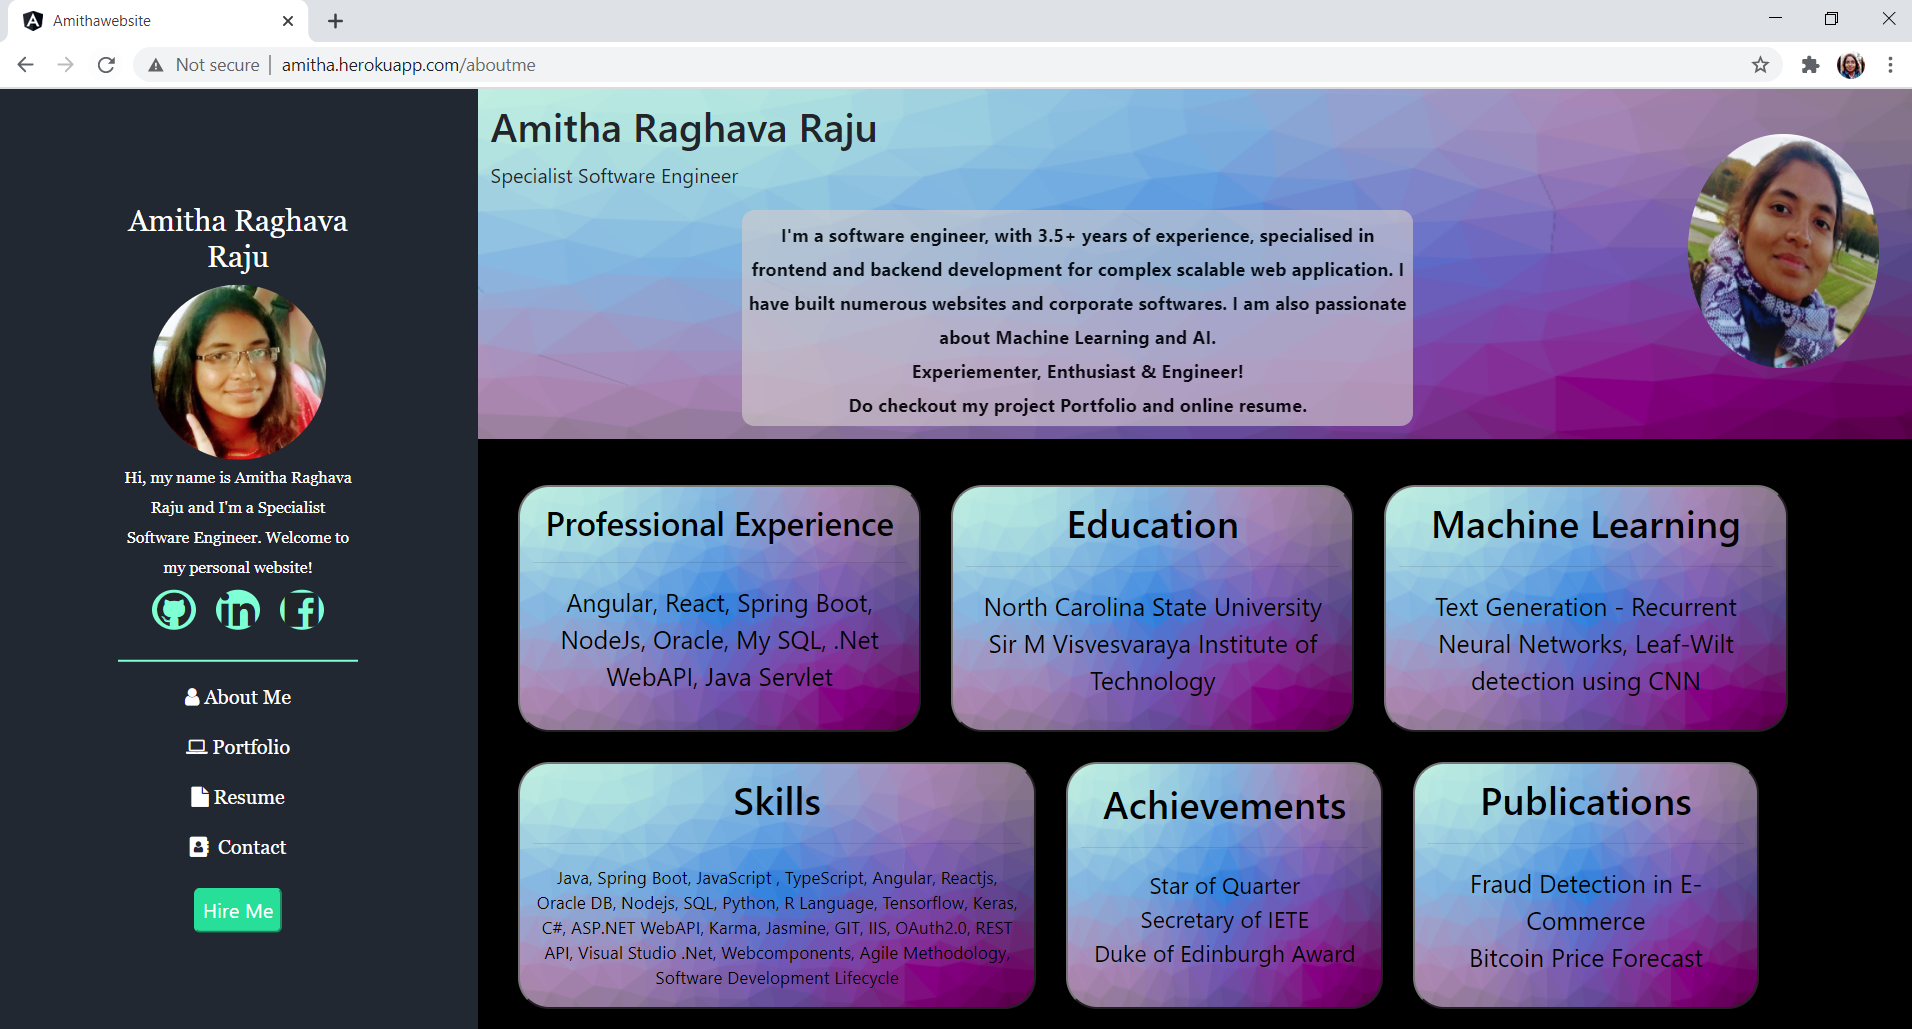 Amithawebsite
Not secure | amitha.herokuapp.com/aboutme
Amitha Raghava
Raju
Hi, my name is Amitha Raghava
Raju and I'm a Specialist
Software Engineer. Welcome to
my personal website!
About Me
Portfolio
Resume
Contact
Hire Me
Amitha Raghava Raju
Specialist Software Engineer
I'm a software engineer, with 3.5+ years of experience, specialised in
frontend and backend development for complex scalable web application. I
have built numerous websites and corporate softwares. I am also passionate
about Machine Learning and AI.
Experiementer, Enthusiast & Engineer!
Do checkout my project Portfolio and online resume.
Professional Experience
Angular, React, Spring Boot,
NodeJs, Oracle, My SQL, .Net
WebAPI, Java Servlet
Education
North Carolina State University
Sir M Visvesvaraya Institute of
Technology
Machine Learning
Text Generation - Recurrent
Neural Networks, Leaf-Wilt
detection using CNN
Skills
Java, Spring Boot, JavaScript , TypeScript, Angular, Reactjs,
Oracle DB, Nodejs, SQL, Python, R Language, Tensorflow, Keras,
C#, ASP.NET WebAPI, Karma, Jasmine, GIT, IIS, OAuth2.0, REST
API, Visual Studio .Net, Webcomponents, Agile Methodology,
Software Development Lifecycle
Achievements
Star of Quarter
Secretary of IETE
Duke of Edinburgh Award
Publications
Fraud Detection in E-
Commerce
Bitcoin Price Forecast